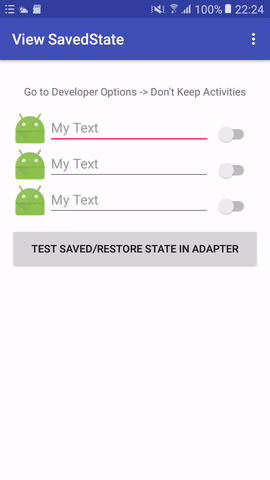 100% 22:24
View SavedState
Go to Developer Options -> Don't Keep Activities
My Text
My Text
My Text
TEST SAVED/RESTORE STATE IN ADAPTER